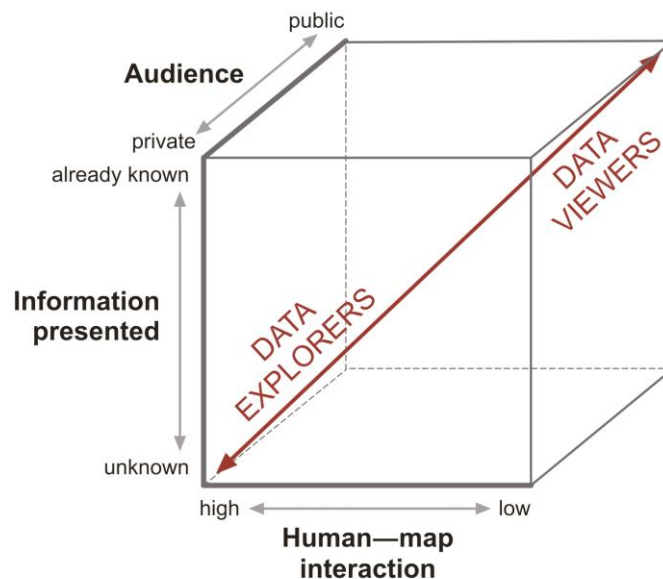 public
Audience
private
already known
DATA
VIEWERS
Information
presented
DATA
EXPLORERS
unknown
high
low
Human—map
interaction